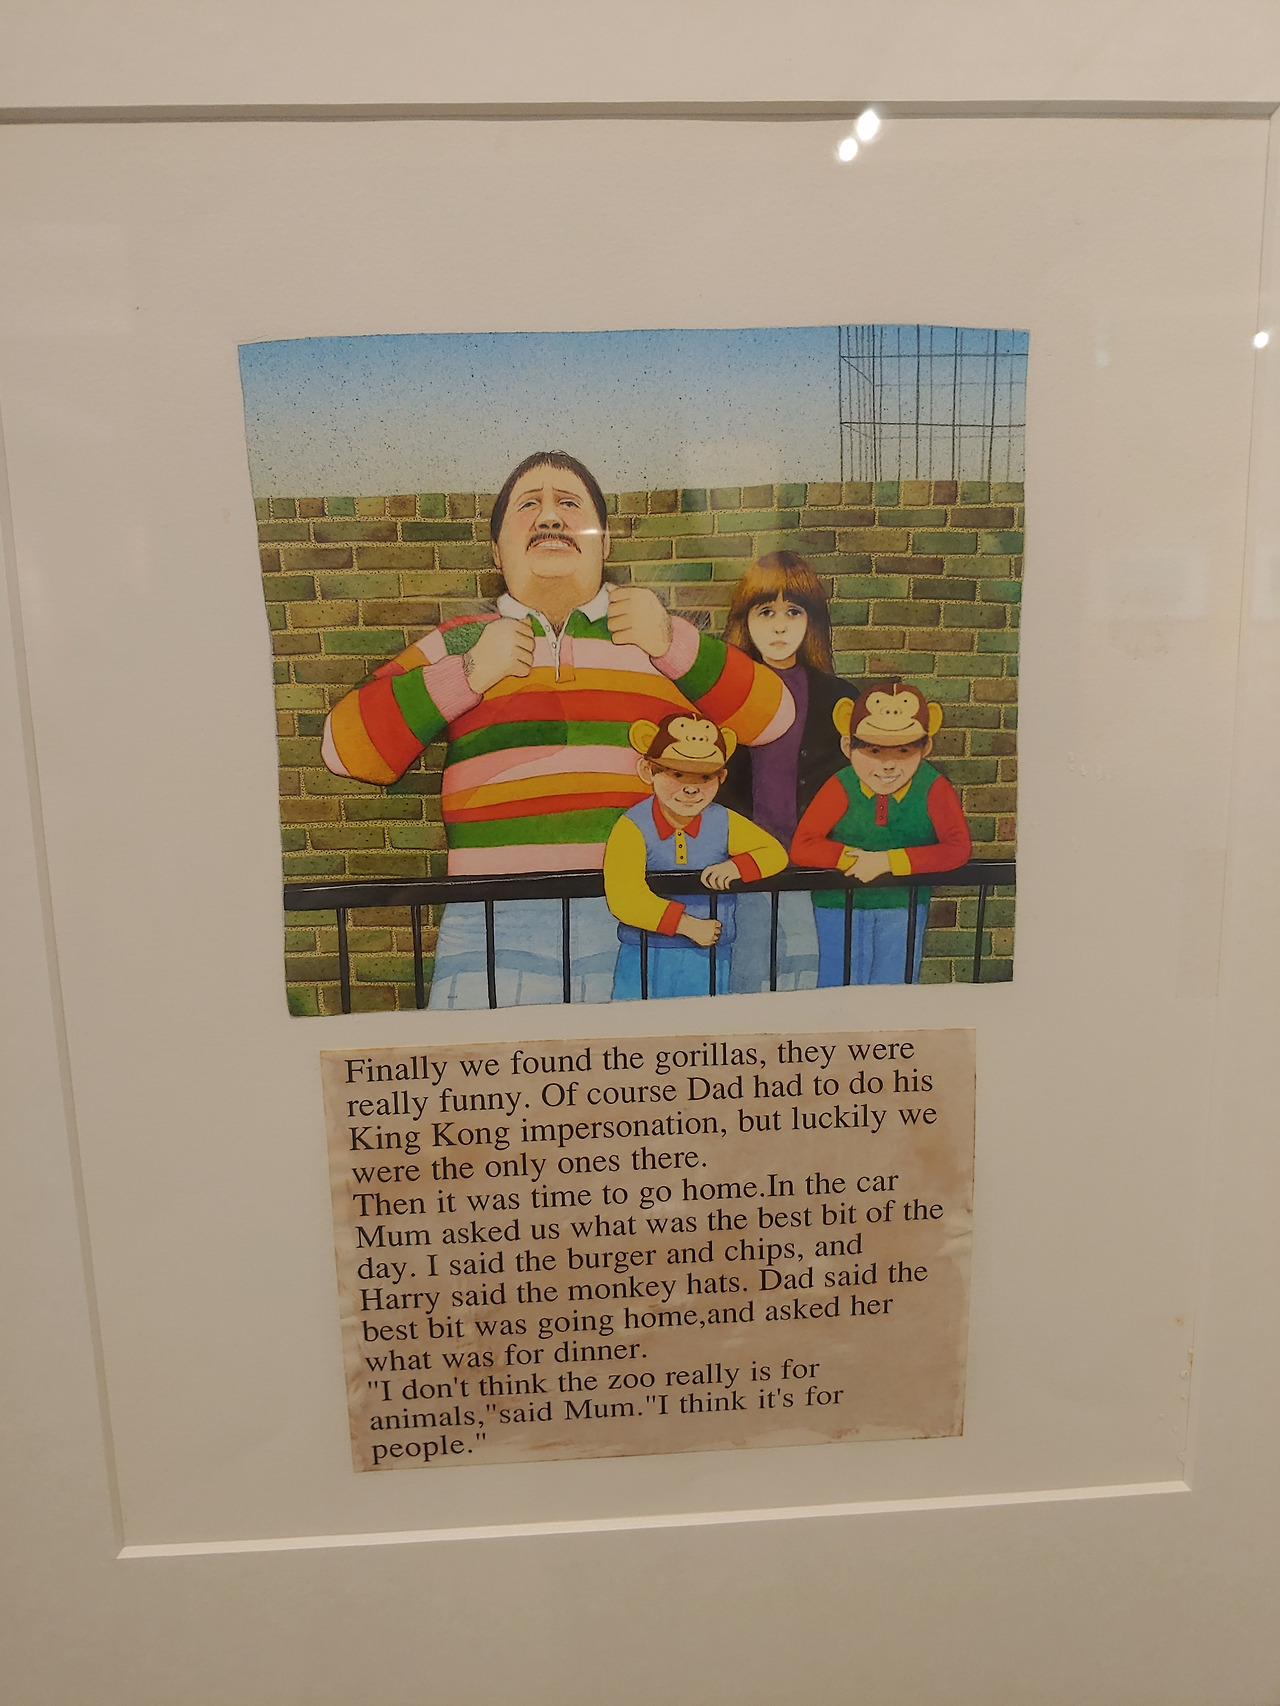 Finally we found the gorillas, they were
really funny. Of course Dad had to do his
King Kong impersonation, but luckily we
were the only ones there.
Then it was time to go home.In the car
Mum asked us what was the best bit of the
day. I said the burger and chips, and
Harry said the monkey hats. Dad said the
best bit was going home,and asked her
what was for dinner.
"I don't think the zoo really is for
animals,"said Mum."I think it's for
people."